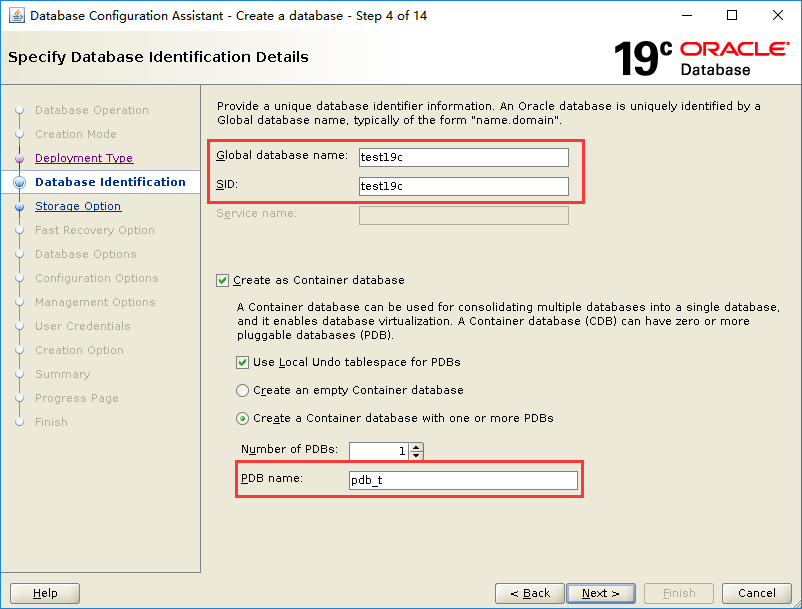 Database Configuration Assistant - Create a database - Step 4 of 14
Specify Database Identification Details
19c ORACLE
Database
Database Operation
Creation Mode
Deployment Type
Database Identification
Storage Option
Fast Recovery Option
Database Options
Configuration Options
Management Options
User Credentials
Creation Option
Summary
Progress Page
Finish
Provide a unique database identifier information. An Oracle database is uniquely identified by a
Global database name, typically of the form "name.domain".
Global database name: test19c
SID: test19c
Service name:
Create as Container database
A Container database can be used for consolidating multiple databases into a single database,
and it enables database virtualization. A Container database (CDB) can have zero or more
pluggable databases (PDB).
Use Local Undo tablespace for PDBs
Create an empty Container database
Create a Container database with one or more PDBs
Number of PDBs: 1
PDB name: pdb_t
Help
< Back
Next >
Finish
Cancel